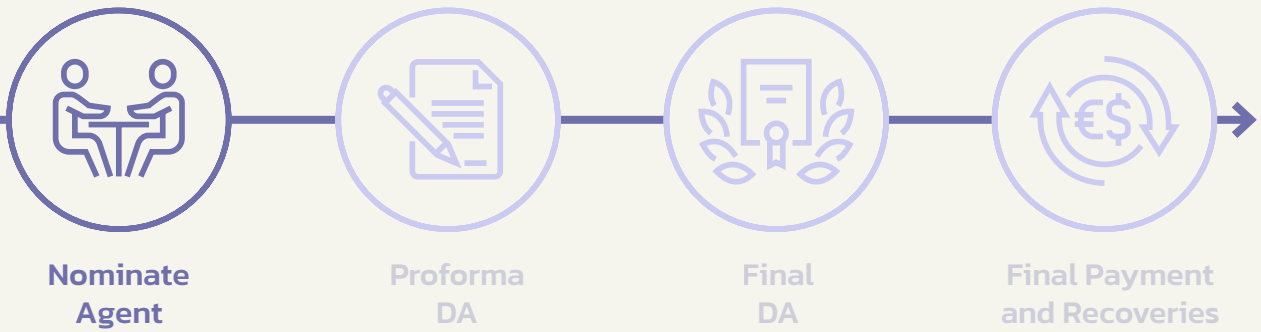 €$
Nominate
Agent
Proforma
DA
Final
DA
Final Payment
and Recoveries